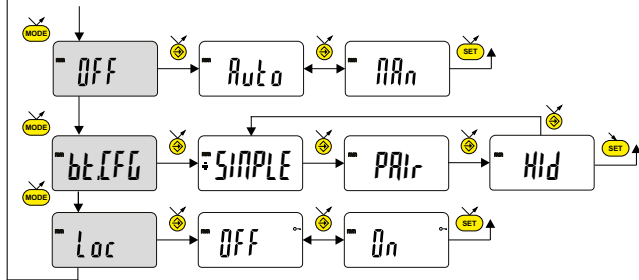 MODE
OFF
Auto
MAn
SET
MODE
bt.CFG
SIMPLE
PAIr
Hid
SET
MODE
Loc
OFF
On
SET